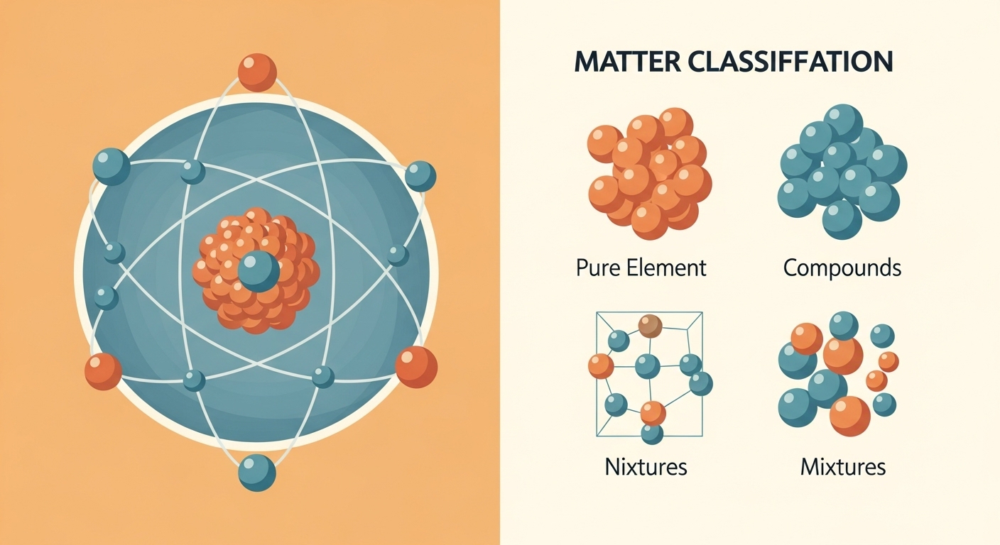 MATTER CLASSIFFATION
Pure Element
Compounds
Nixtures
Mixtures